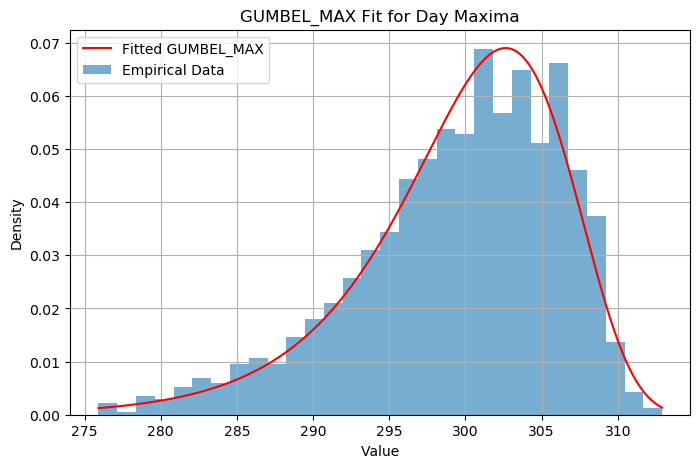 GUMBEL_MAX Fit for Day Maxima
Fitted GUMBEL_MAX
Empirical Data
0.07
0.06
0.05
0.04
0.03
0.02
0.01
0.00
Density
275 280 285 290 295 300 305 310
Value